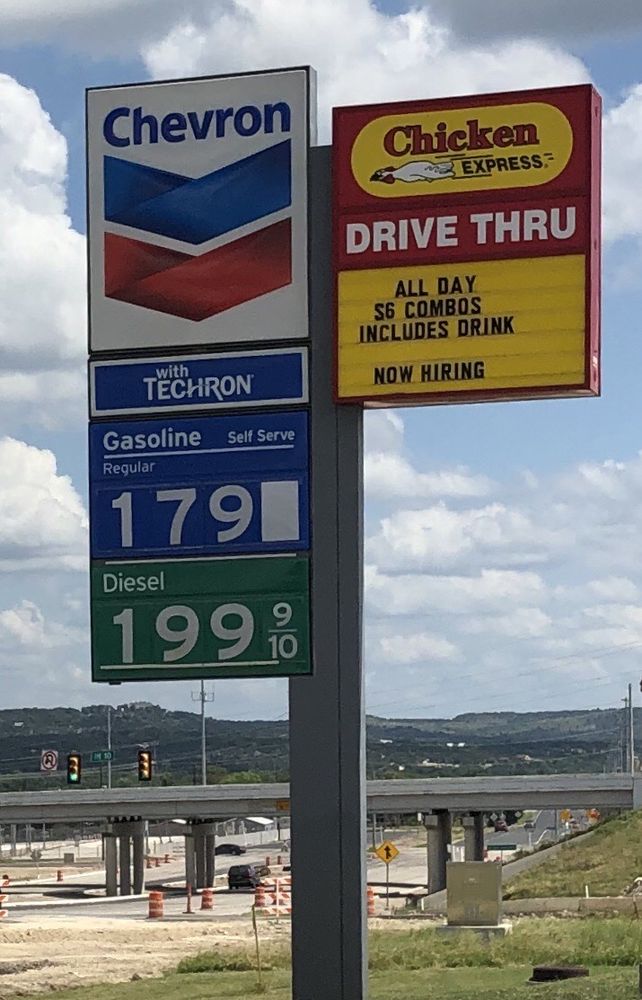 Chevron
with
TECHRON
Gasoline Self Serve
Regular
179
Diesel
199 9/10
Chicken
EXPRESS
DRIVE THRU
ALL DAY
S6 COMBOS
INCLUDES DRINK
NOW HIRING